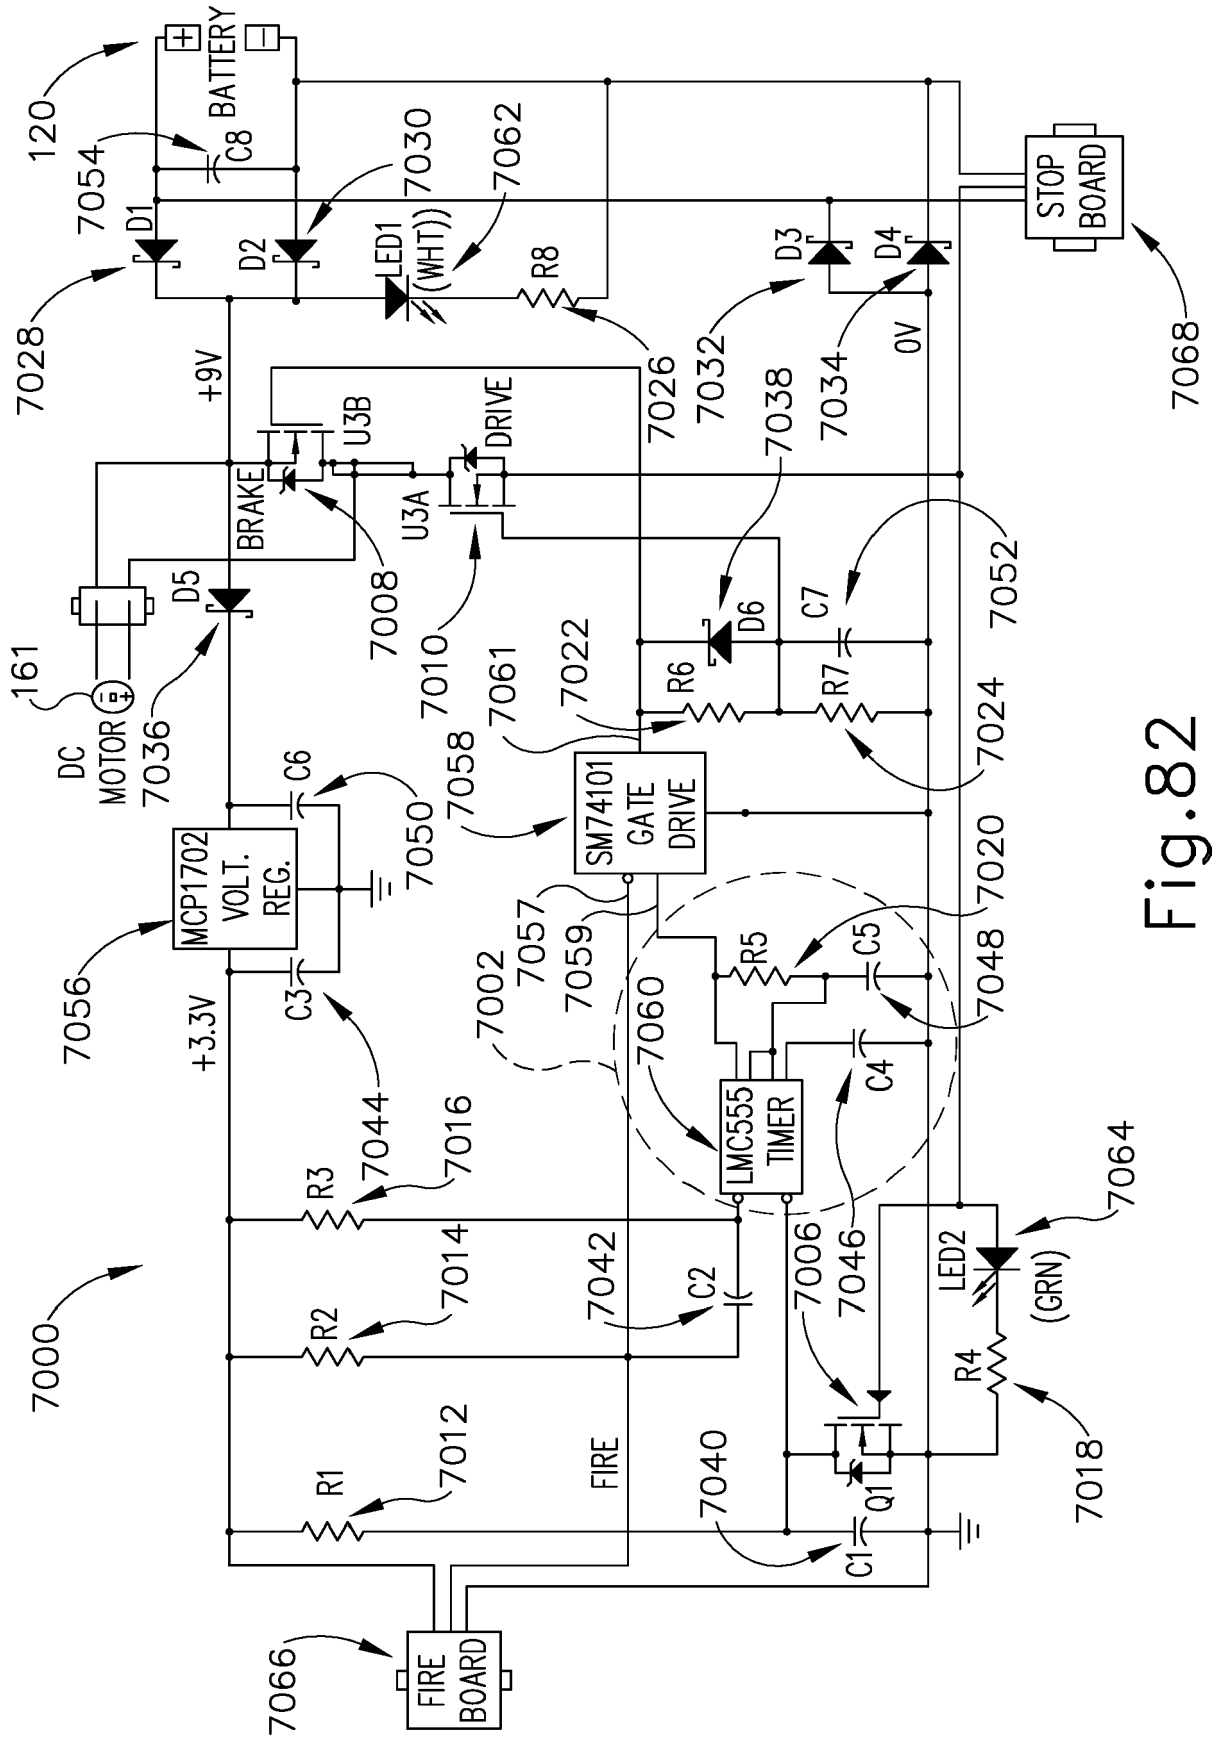 7000
161
DC
MOTOR
7028
7054
120
D1
C8
+
BATTERY
−
7056
MCP1702
VOLT.
REG.
7036
D5
+9V
D2
7030
+3.3V
C3
7044
C6
7050
BRAKE
U3B
7008
U3A
7010
DRIVE
LED1
(WHT))
7062
R8
7026
R1
7012
R2
7014
R3
7016
7002
7057
7059
7060
7058
7061
7022
SM74101
GATE
DRIVE
R6
D6
7038
R7
C7
7024
7052
7032
D3
7034
D4
0V
7066
FIRE
BOARD
FIRE
7040
C1
7042
C2
7006
Q1
LMC555
TIMER
R5
7020
C5
7048
C4
7046
LED2
(GRN)
7064
R4
7018
STOP
BOARD
7068
Fig.82